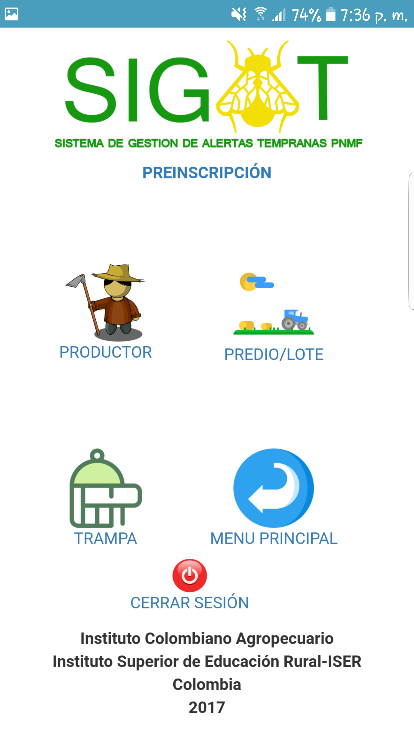 74% 7:36 p. m.
SIGAT
SISTEMA DE GESTION DE ALERTAS TEMPRANAS PNMF
PREINSCRIPCIÓN
PRODUCTOR
PREDIO/LOTE
TRAMPA
MENU PRINCIPAL
CERRAR SESIÓN
Instituto Colombiano Agropecuario
Instituto Superior de Educación Rural-ISER
Colombia
2017